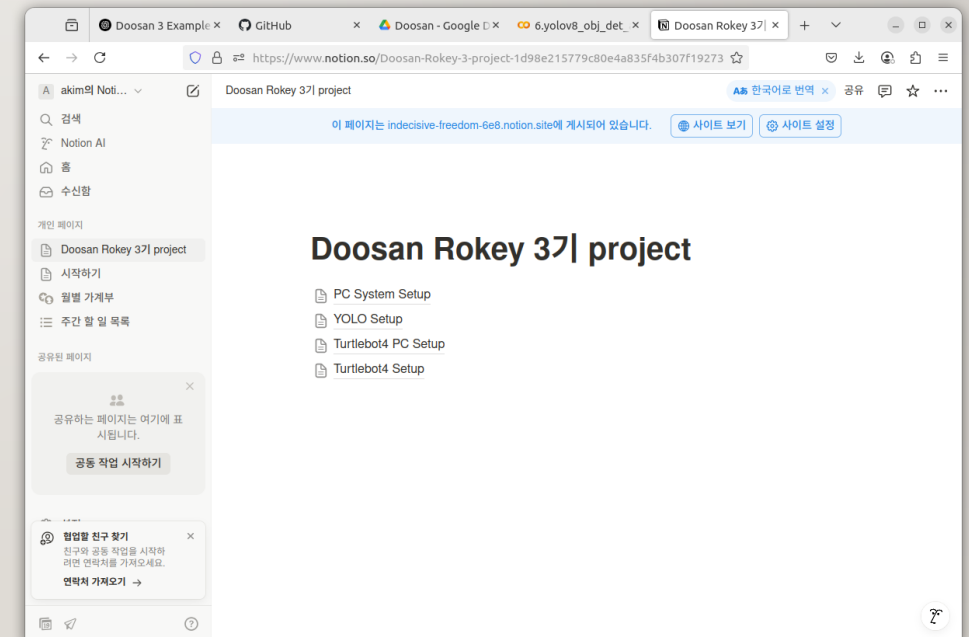 Doosan 3 Example
GitHub
Doosan - Google D
6.yolov8_obj_det_
Doosan Rokey 3기
https://www.notion.so/Doosan-Rokey-3-project-1d98e215779c80e4a835f4b307f19273
A akim의 Noti...
Doosan Rokey 3기 project
Aあ 한국어로 번역
공유
검색
이 페이지는 indecisive-freedom-6e8.notion.site에 게시되어 있습니다.
사이트 보기
사이트 설정
Notion AI
홈
수신함
개인 페이지
Doosan Rokey 3기 project
시작하기
월별 가계부
주간 할 일 목록
공유된 페이지
공유하는 페이지는 여기에 표
시됩니다.
공동 작업 시작하기
협업할 친구 찾기
친구와 공동 작업을 시작하
려면 연락처를 가져오세요.
연락처 가져오기 →
Doosan Rokey 3기 project
PC System Setup
YOLO Setup
Turtlebot4 PC Setup
Turtlebot4 Setup